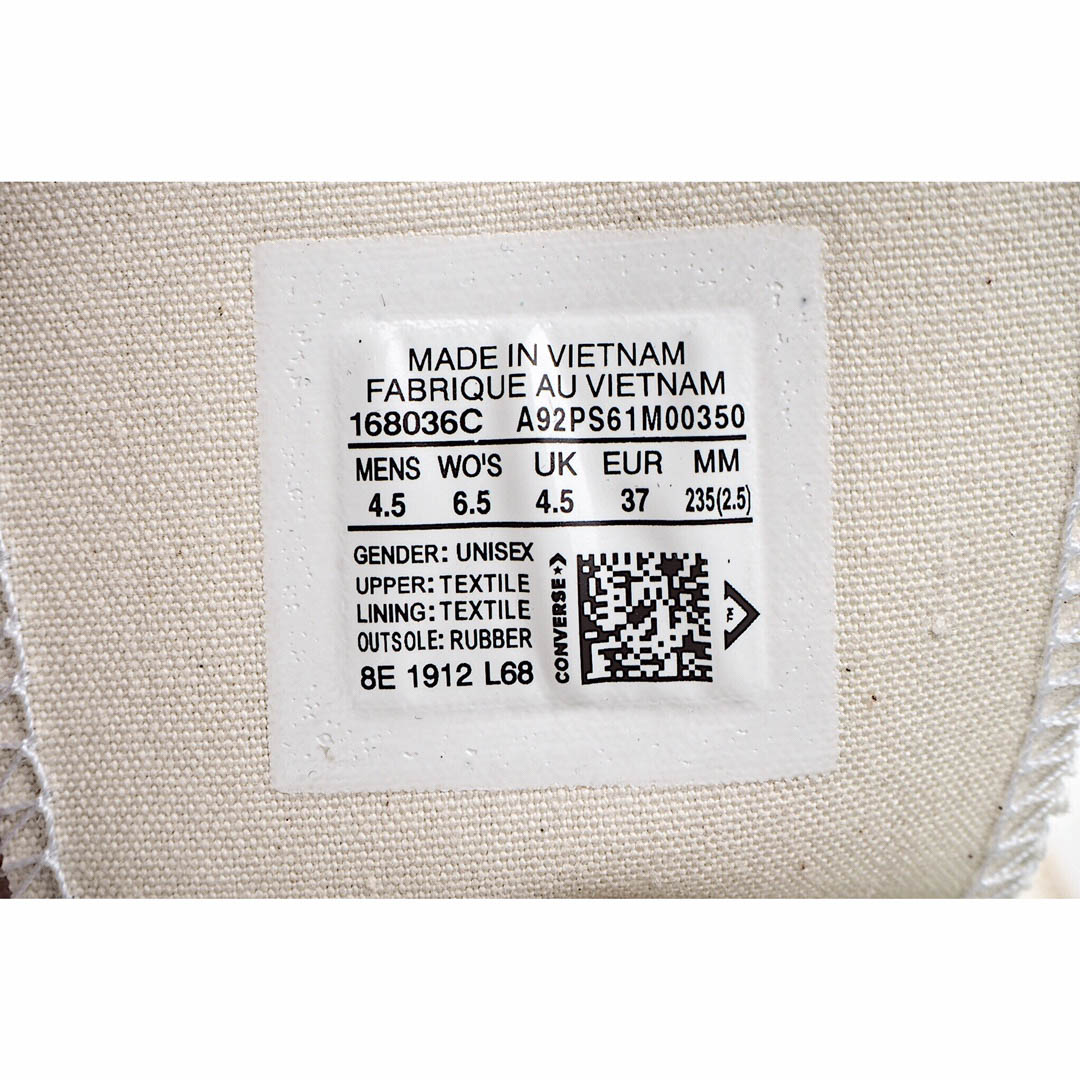 MADE IN VIETNAM
FABRIQUE AU VIETNAM
168036C A92PS61M00350
MENS WO'S UK EUR MM
4.5 6.5 4.5 37 235(2.5)
GENDER: UNISEX
UPPER: TEXTILE
LINING: TEXTILE
OUTSOLE: RUBBER
8E 1912 L68
CONVERSE
TM